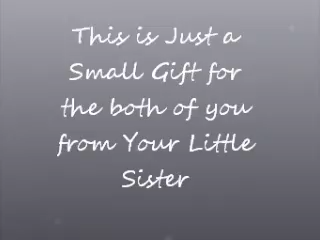 This is Just a
Small Gift for
the both of you
from Your Little
Sister